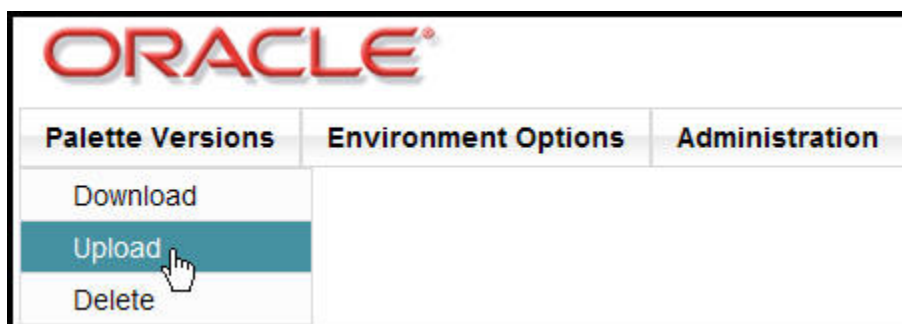 ORACLE®
Palette Versions Environment Options Administration
Download
Upload
Delete